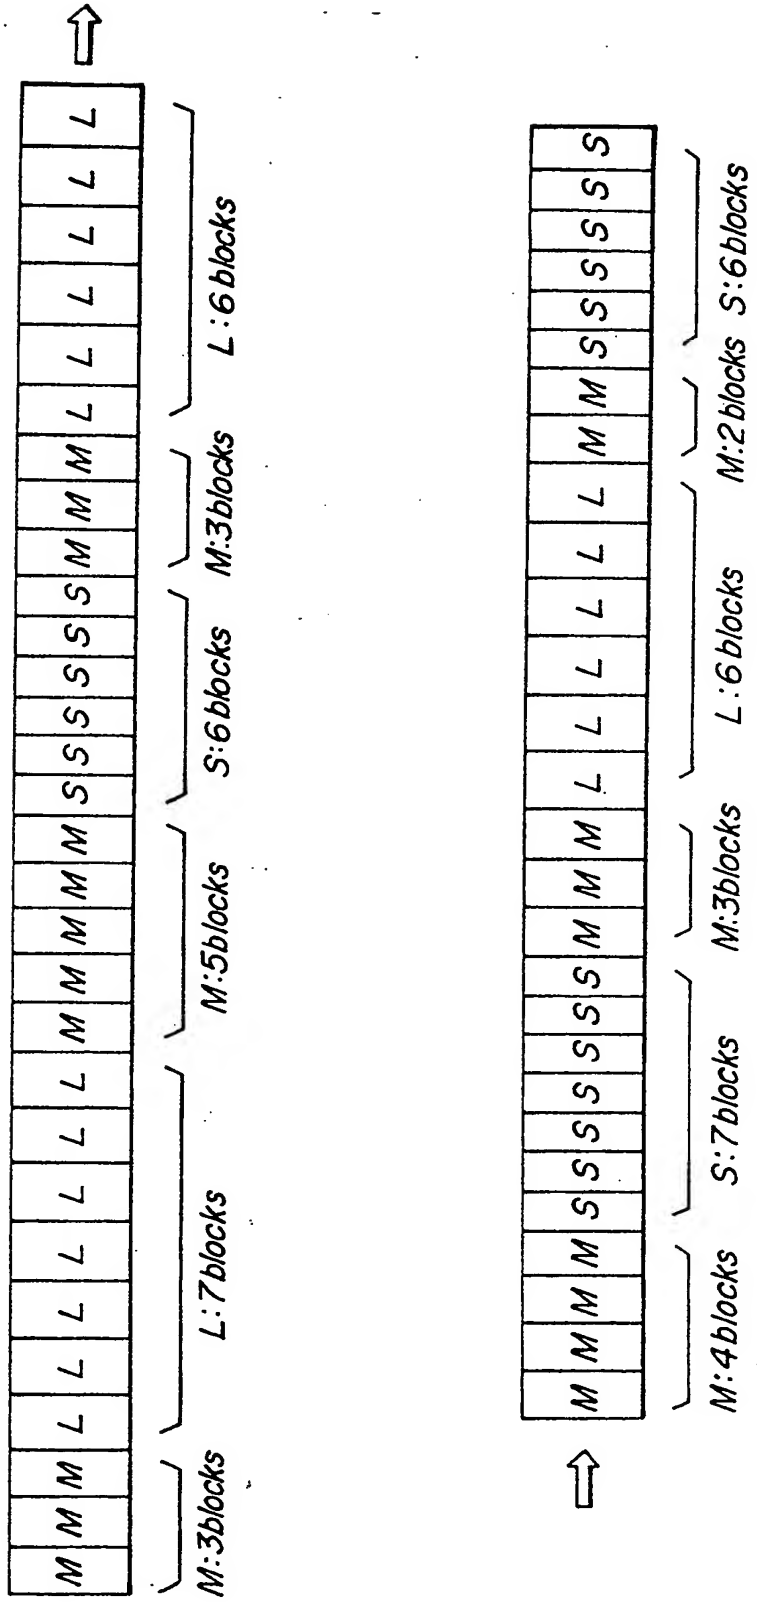 M M M L L L L L L L M M M M M S S S S S S M M M L L L L L L
M:3blocks L:7blocks M:5blocks S:6blocks M:3blocks L:6blocks
M M M M S S S S S S S M M M L L L L L L M M S S S S S S
M:4blocks S:7blocks M:3blocks L:6blocks M:2blocks S:6blocks